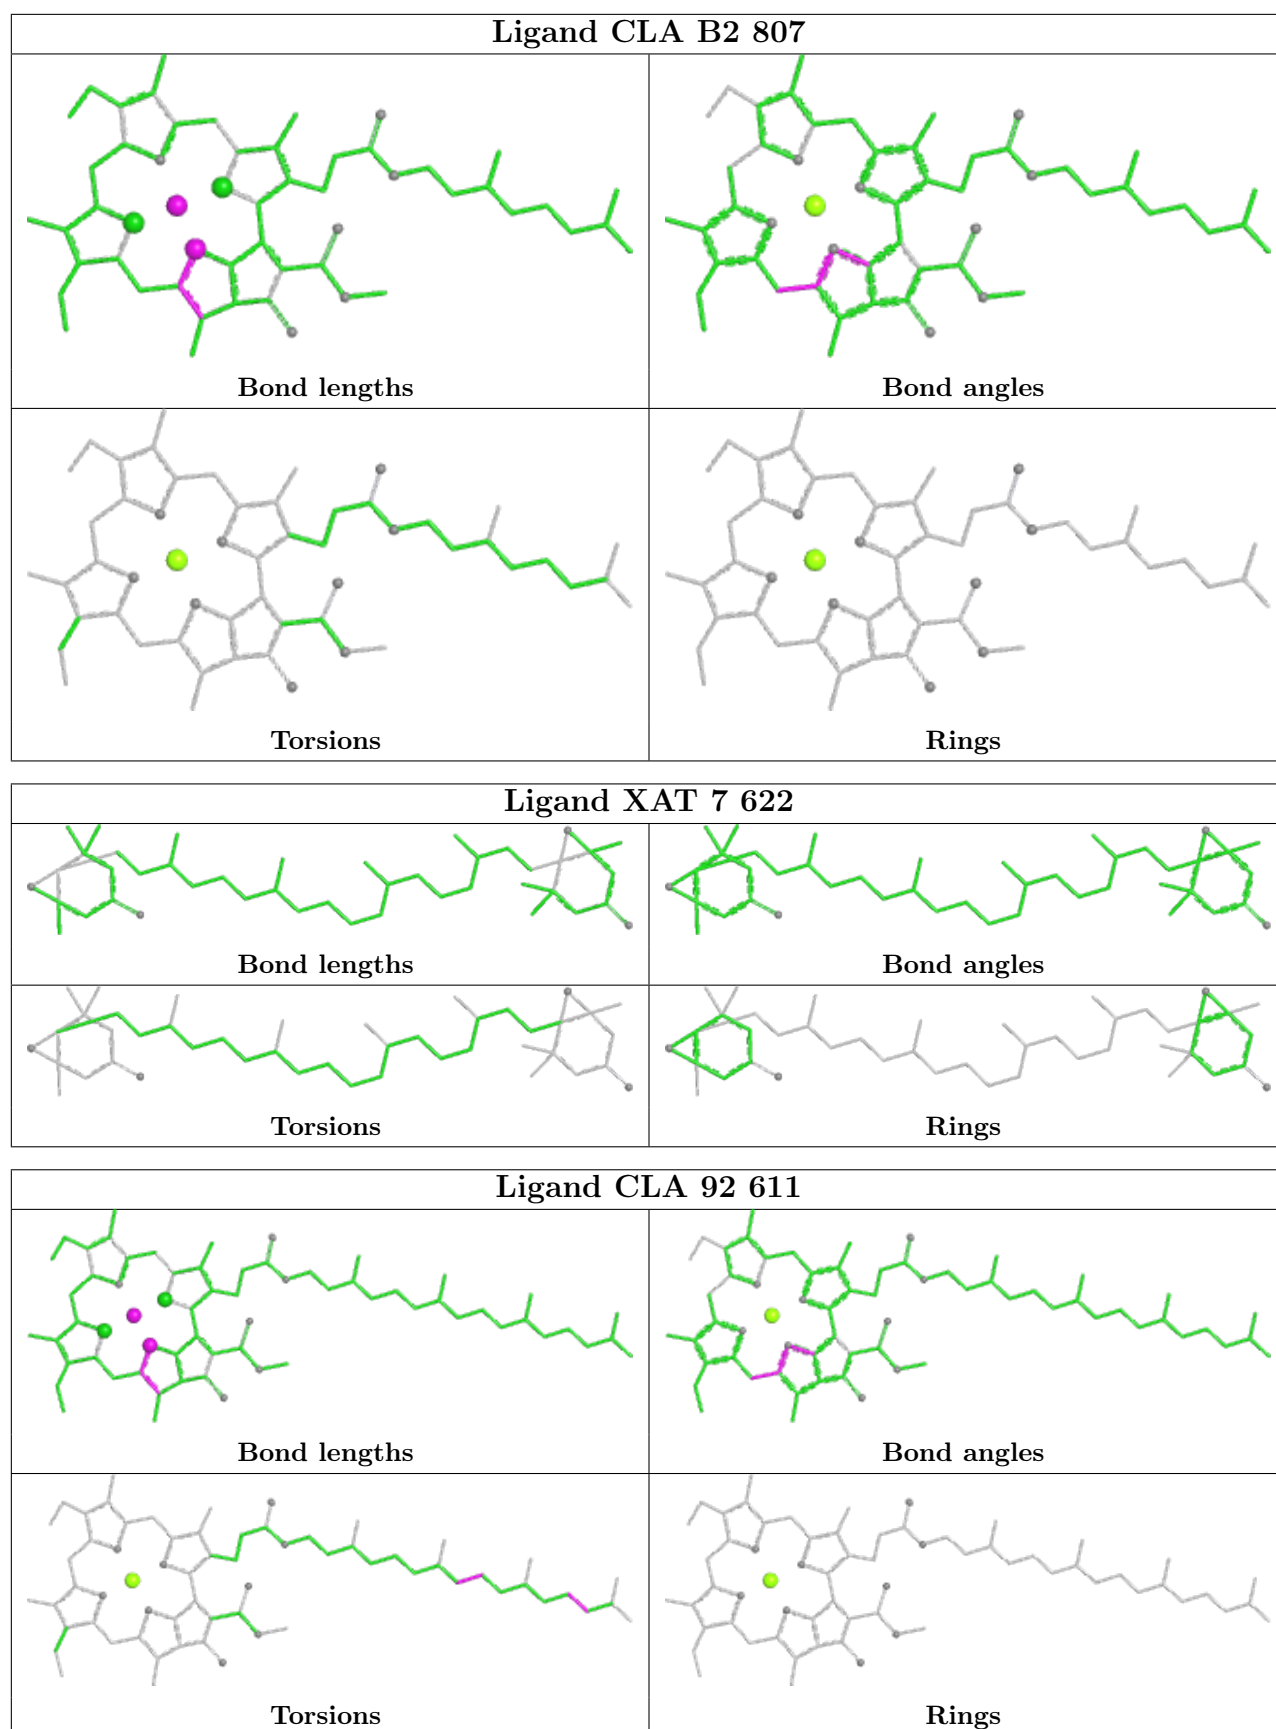 Ligand CLA B2 807
Bond lengths
Bond angles
Torsions
Rings
Ligand XAT 7 622
Bond lengths
Bond angles
Torsions
Rings
Ligand CLA 92 611
Bond lengths
Bond angles
Torsions
Rings